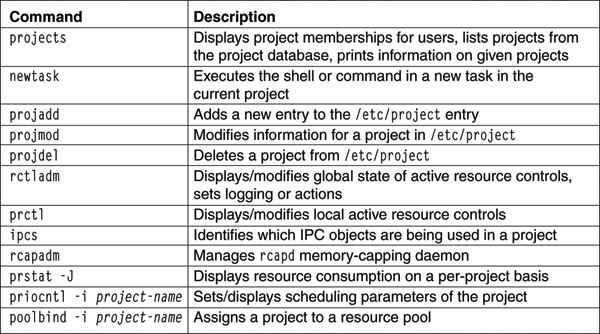 Command Description
projects Displays project memberships for users, lists projects from
the project database, prints information on given projects
newtask Executes the shell or command in a new task in the
current project
projadd Adds a new entry to the /etc/project entry
projmod Modifies information for a project in /etc/project
projdel Deletes a project from /etc/project
rctladm Displays/modifies global state of active resource controls,
sets logging or actions
prctl Displays/modifies local active resource controls
ipcs Identifies which IPC objects are being used in a project
rcapadm Manages rcapd memory-capping daemon
prstat -J Displays resource consumption on a per-project basis
priocntl -i project-name Sets/displays scheduling parameters of the project
poolbind -i project-name Assigns a project to a resource pool